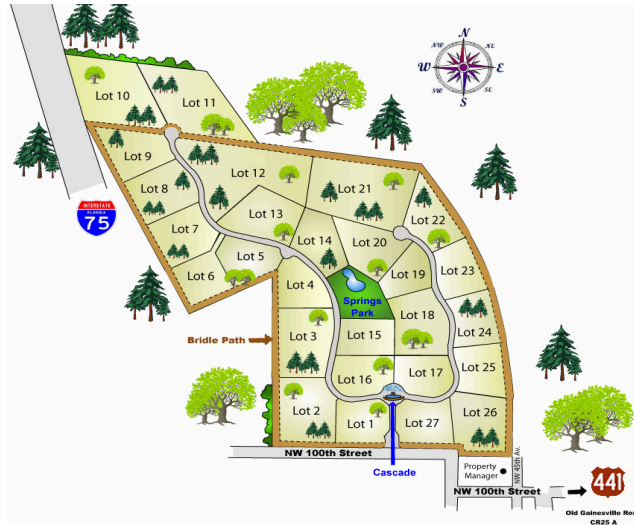 N
NW
NE
W
E
SW
SE
S
Lot 10
Lot 11
Lot 9
Lot 12
Lot 8
Lot 21
Lot 7
Lot 13
Lot 22
Lot 14
Lot 20
Lot 5
Lot 6
Lot 4
Lot 19
Lot 23
INTERSTATE
FLORIDA
75
Springs
Park
Lot 18
Lot 3
Lot 15
Lot 24
Bridle Path
Lot 16
Lot 17
Lot 25
Lot 2
Lot 1
Lot 27
Lot 26
NW 100th Street
Cascade
Property
Manager
NW 45th Av.
NW 100th Street
441
Old Gainesville Roa
CR25 A